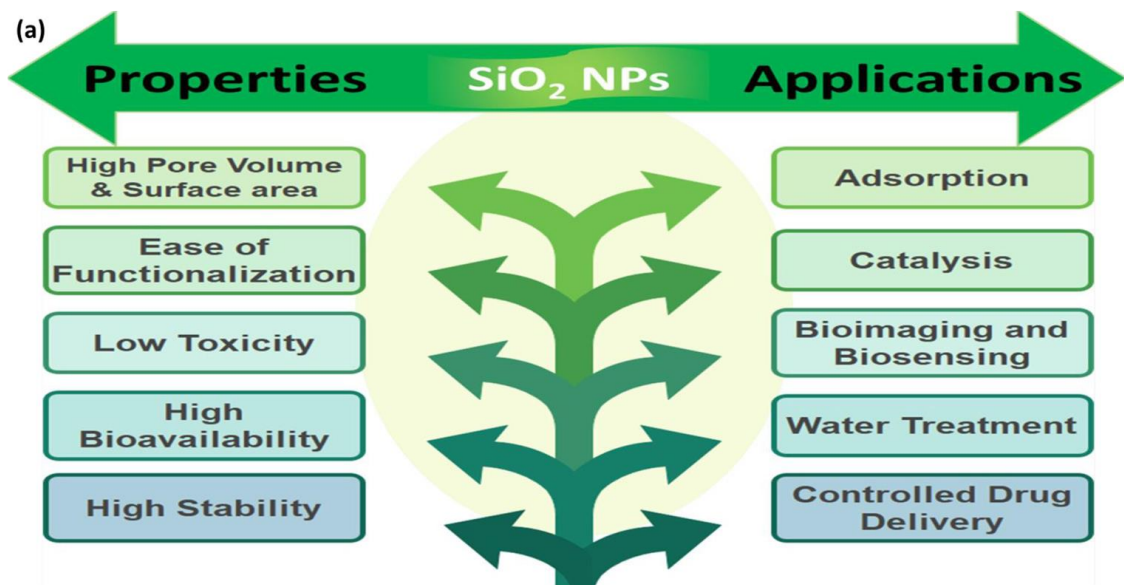 (a)
Properties
SiO₂ NPs
Applications
High Pore Volume
& Surface area
Ease of
Functionalization
Low Toxicity
High
Bioavailability
High Stability
Adsorption
Catalysis
Bioimaging and
Biosensing
Water Treatment
Controlled Drug
Delivery